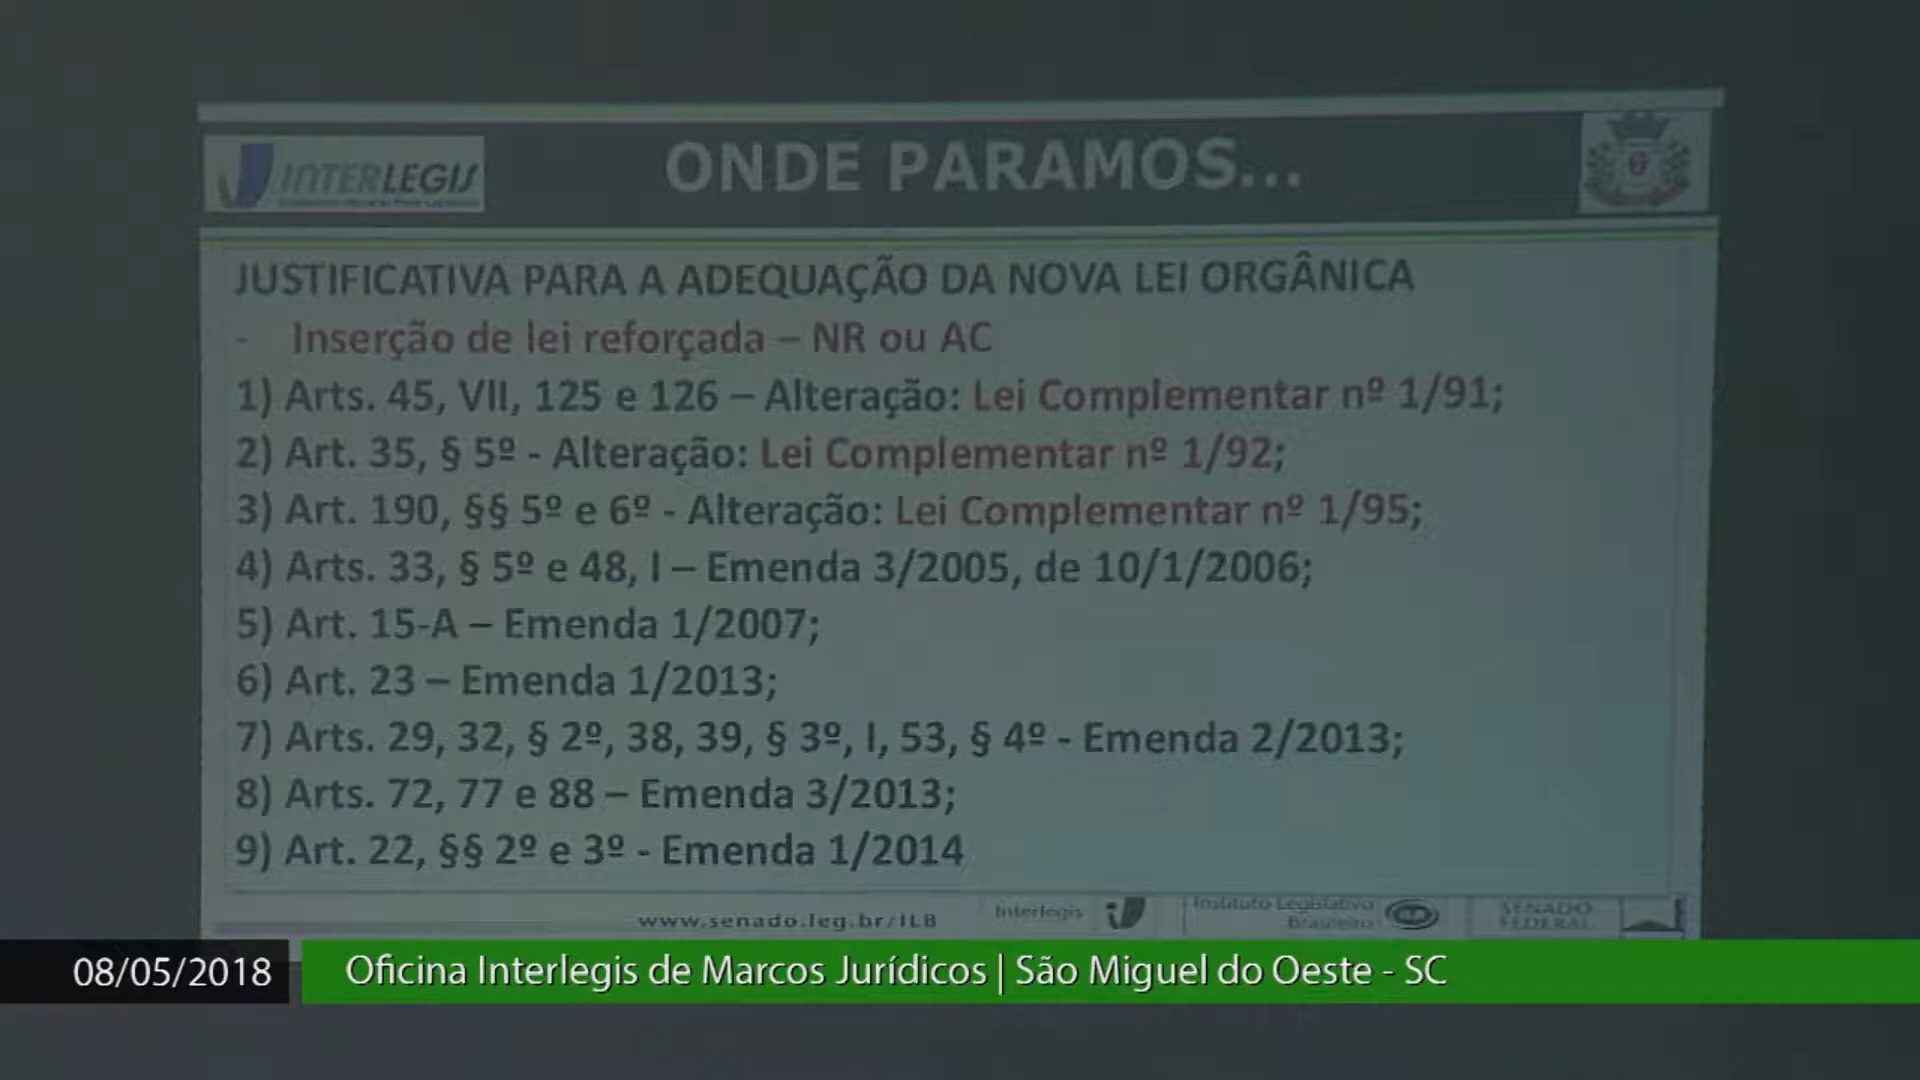 INTERLEGIS
ONDE PARAMOS...
JUSTIFICATIVA PARA A ADEQUAÇÃO DA NOVA LEI ORGÂNICA
- Inserção de lei reforçada – NR ou AC
1) Arts. 45, VII, 125 e 126 – Alteração: Lei Complementar nº 1/91;
2) Art. 35, § 5º - Alteração: Lei Complementar nº 1/92;
3) Art. 190, §§ 5º e 6º - Alteração: Lei Complementar nº 1/95;
4) Arts. 33, § 5º e 48, I – Emenda 3/2005, de 10/1/2006;
5) Art. 15-A – Emenda 1/2007;
6) Art. 23 – Emenda 1/2013;
7) Arts. 29, 32, § 2º, 38, 39, § 3º, I, 53, § 4º - Emenda 2/2013;
8) Arts. 72, 77 e 88 – Emenda 3/2013;
9) Art. 22, §§ 2º e 3º - Emenda 1/2014
www.senado.leg.br/ILB
Interlegis
Instituto Legislativo
Brasileiro
SENADO
FEDERAL
08/05/2018
Oficina Interlegis de Marcos Jurídicos | São Miguel do Oeste - SC